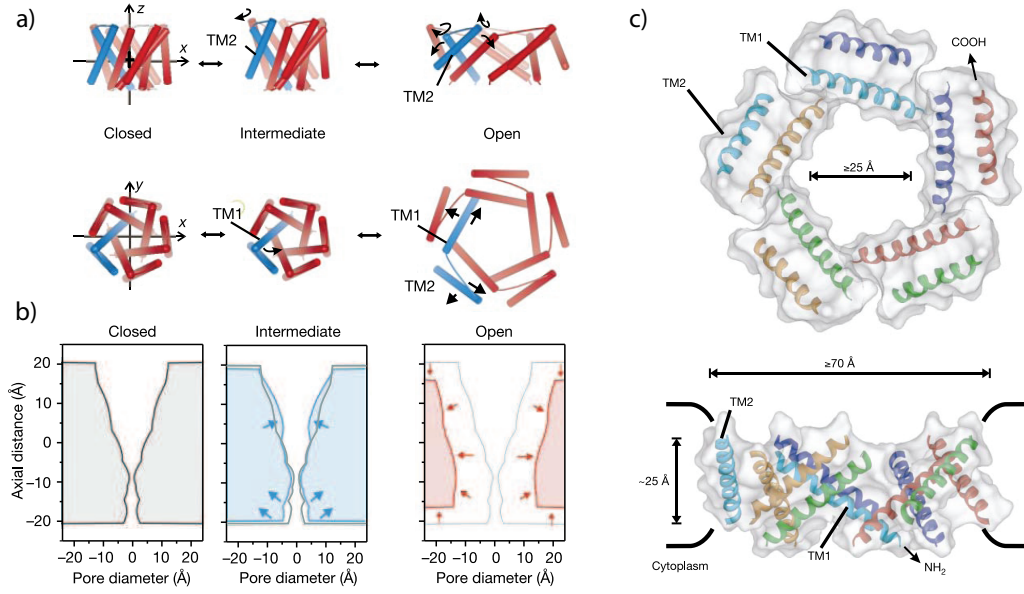 a)
z
x
TM2
TM2
Closed
Intermediate
Open
y
x
TM1
TM1
TM2
b)
Closed
Intermediate
Open
Axial distance (Å)
20
10
0
−10
−20
−20 −10 0 10 20
−20 −10 0 10 20
−20 −10 0 10 20
Pore diameter (Å)
Pore diameter (Å)
Pore diameter (Å)
c)
TM1
COOH
TM2
≥25 Å
≥70 Å
TM2
~25 Å
TM1
Cytoplasm
NH2